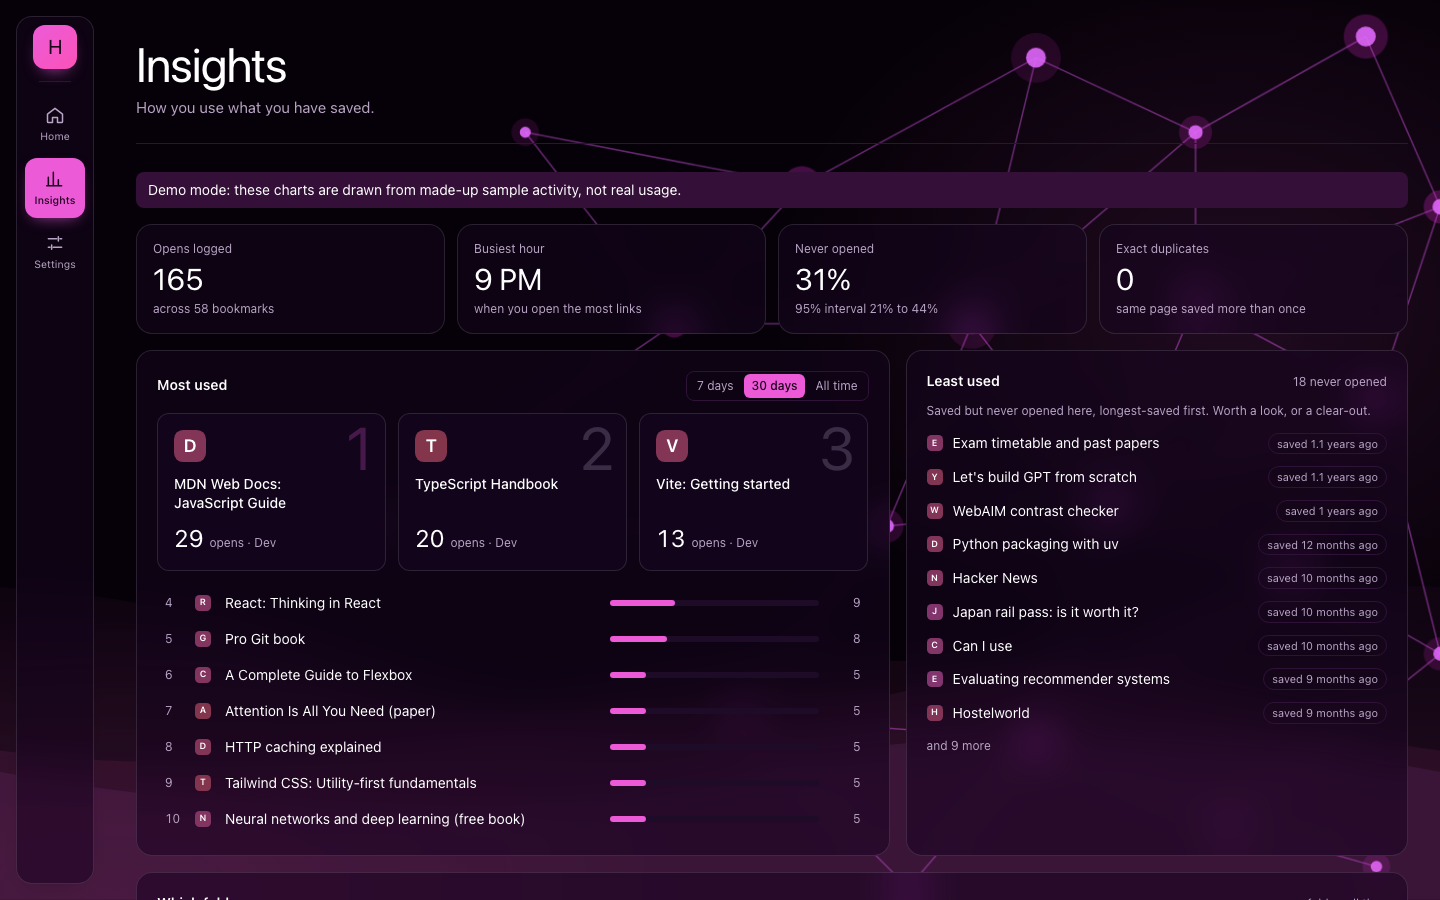 H
Home
Insights
Settings
Insights
How you use what you have saved.
Demo mode: these charts are drawn from made-up sample activity, not real usage.
Opens logged
165
across 58 bookmarks
Busiest hour
9 PM
when you open the most links
Never opened
31%
95% interval 21% to 44%
Exact duplicates
0
same page saved more than once
Most used
7 days 30 days All time
D 1
MDN Web Docs:
JavaScript Guide
29 opens · Dev
T 2
TypeScript Handbook
20 opens · Dev
V 3
Vite: Getting started
13 opens · Dev
4 R React: Thinking in React 9
5 G Pro Git book 8
6 C A Complete Guide to Flexbox 5
7 A Attention Is All You Need (paper) 5
8 D HTTP caching explained 5
9 T Tailwind CSS: Utility-first fundamentals 5
10 N Neural networks and deep learning (free book) 5
Least used 18 never opened
Saved but never opened here, longest-saved first. Worth a look, or a clear-out.
E Exam timetable and past papers saved 1.1 years ago
Y Let's build GPT from scratch saved 1.1 years ago
W WebAIM contrast checker saved 1 years ago
D Python packaging with uv saved 12 months ago
N Hacker News saved 10 months ago
J Japan rail pass: is it worth it? saved 10 months ago
C Can I use saved 10 months ago
E Evaluating recommender systems saved 9 months ago
H Hostelworld saved 9 months ago
and 9 more